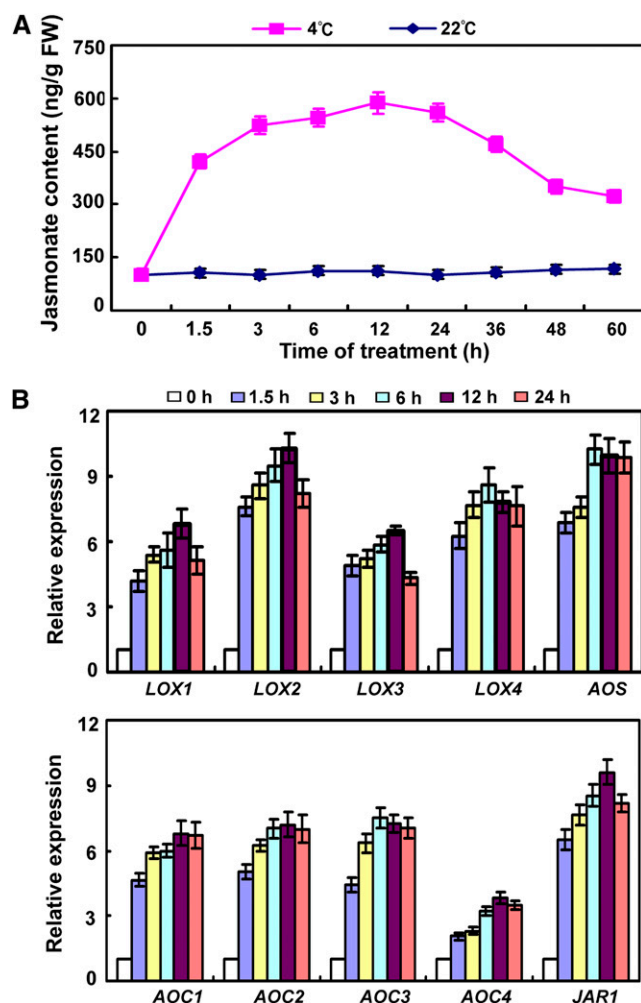 A
4°C 22°C
Jasmonate content (ng/g FW)
750
600
450
300
150
0
0 1.5 3 6 12 24 36 48 60
Time of treatment (h)
B
0 h 1.5 h 3 h 6 h 12 h 24 h
Relative expression
12
9
6
3
0
LOX1 LOX2 LOX3 LOX4 AOS
Relative expression
12
9
6
3
0
AOC1 AOC2 AOC3 AOC4 JAR1